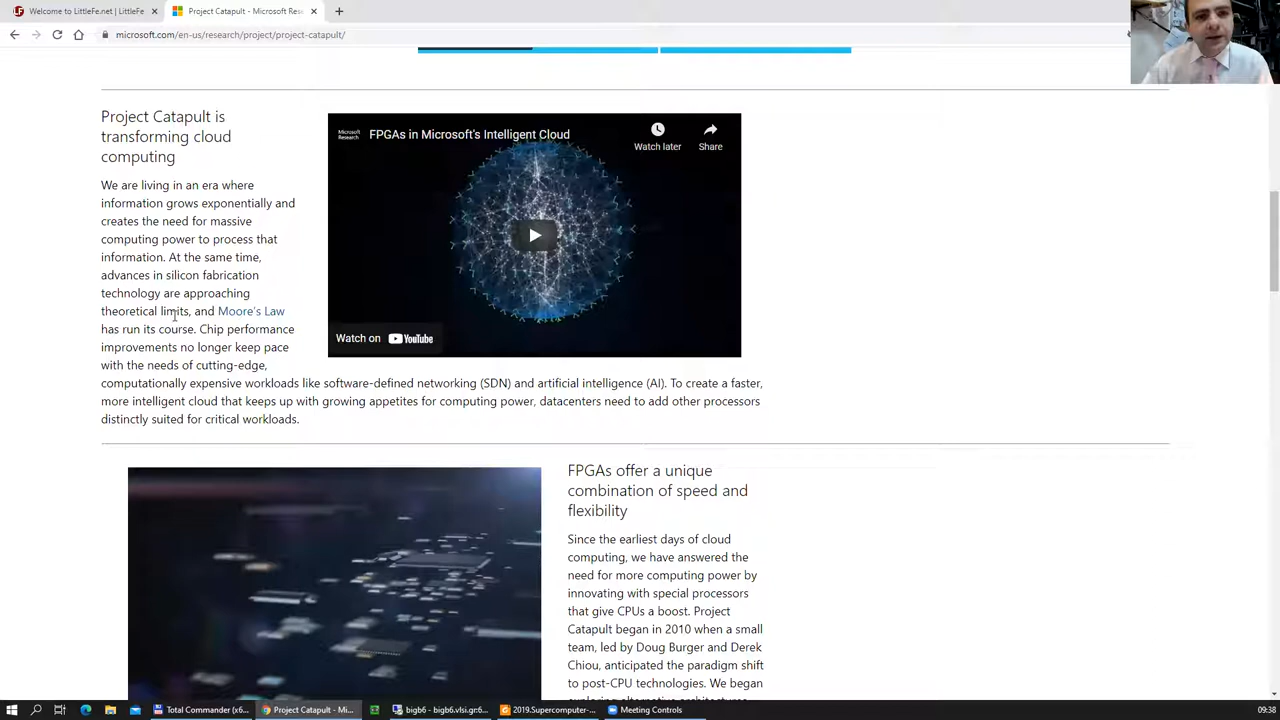 Welcome to LittleFe.net | LittleFe
Project Catapult - Microsoft Res
microsoft.com/en-us/research/project/project-catapult/
Project Catapult is
transforming cloud
computing
We are living in an era where
information grows exponentially and
creates the need for massive
computing power to process that
information. At the same time,
advances in silicon fabrication
technology are approaching
theoretical limits, and Moore's Law
has run its course. Chip performance
improvements no longer keep pace
with the needs of cutting-edge,
computationally expensive workloads like software-defined networking (SDN) and artificial intelligence (AI). To create a faster,
more intelligent cloud that keeps up with growing appetites for computing power, datacenters need to add other processors
distinctly suited for critical workloads.
Microsoft
Research
FPGAs in Microsoft's Intelligent Cloud
Watch later
Share
Watch on YouTube
FPGAs offer a unique
combination of speed and
flexibility
Since the earliest days of cloud
computing, we have answered the
need for more computing power by
innovating with special processors
that give CPUs a boost. Project
Catapult began in 2010 when a small
team, led by Doug Burger and Derek
Chiou, anticipated the paradigm shift
to post-CPU technologies. We began
Total Commander (x6...
Project Catapult - Mi...
bigb6 - bigb6.vlsi.gr:6...
2019.Supercomputer-...
Meeting Controls
09:38